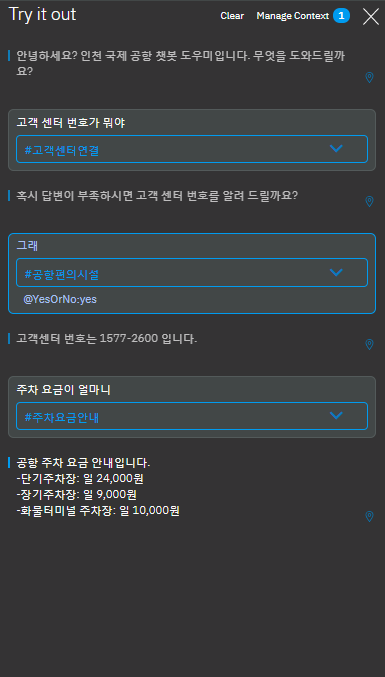 Try it out
Clear
Manage Context 1
안녕하세요? 인천 국제 공항 챗봇 도우미입니다. 무엇을 도와드릴까
요?
고객 센터 번호가 뭐야
#고객센터연결
혹시 답변이 부족하시면 고객 센터 번호를 알려 드릴까요?
그래
#공항편의시설
@YesOrNo:yes
고객센터 번호는 1577-2600 입니다.
주차 요금이 얼마니
#주차요금안내
공항 주차 요금 안내입니다.
-단기주차장: 일 24,000원
-장기주차장: 일 9,000원
-화물터미널 주차장: 일 10,000원